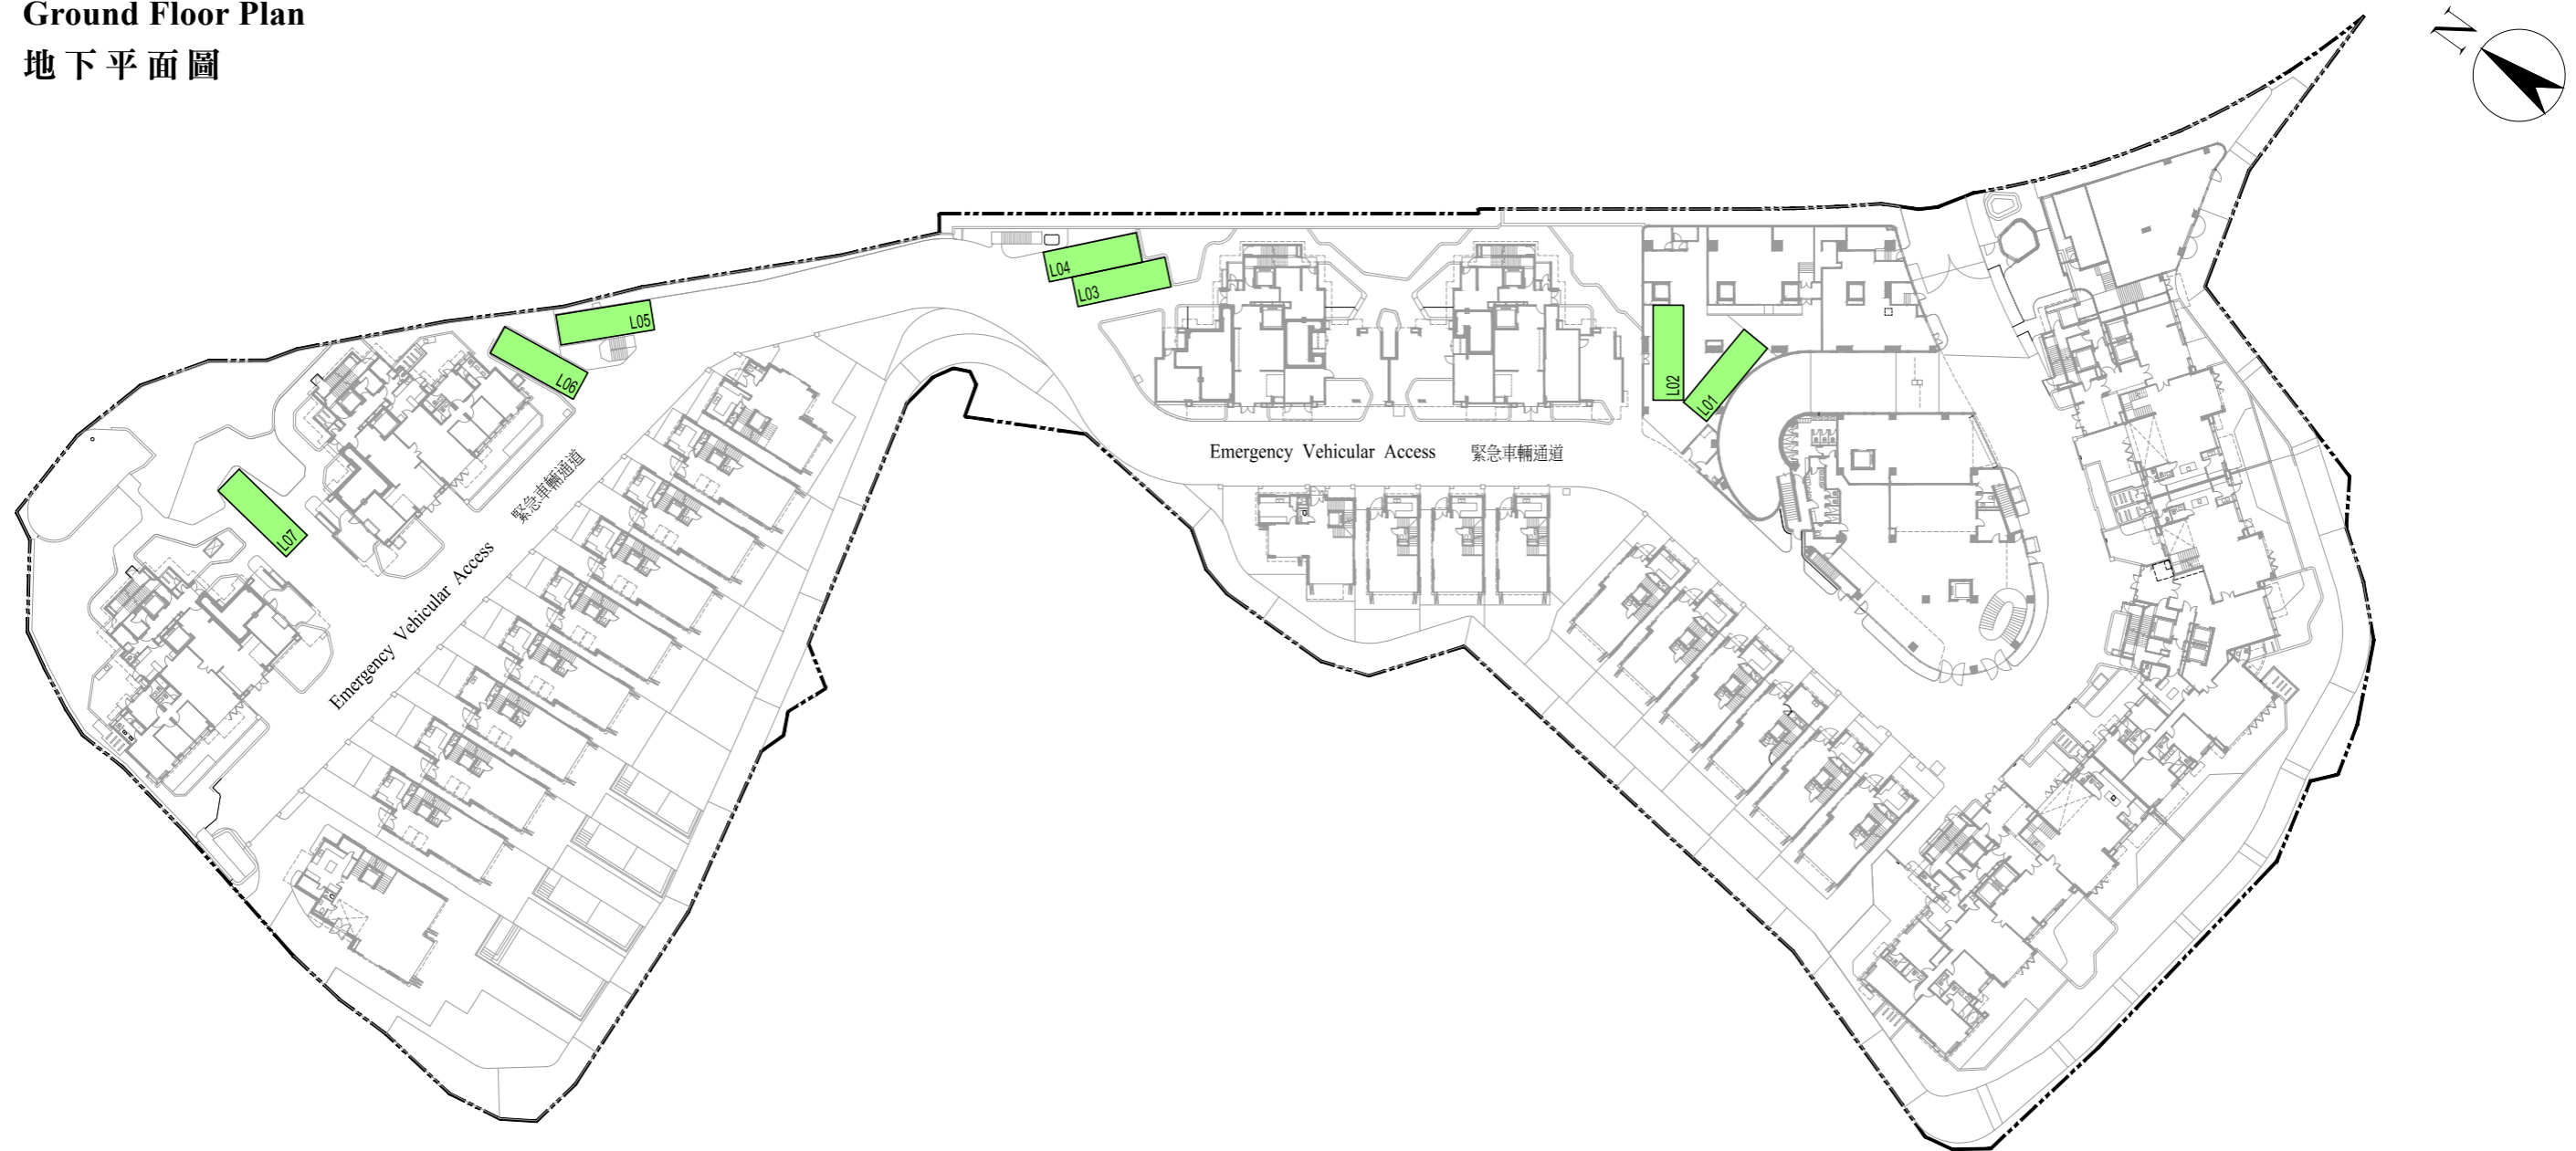 Ground Floor Plan
地下平面圖
N
L04
L03
L05
L06
L02
L01
Emergency Vehicular Access 緊急車輛通道
緊急車輛通道
L07
Emergency Vehicular Access